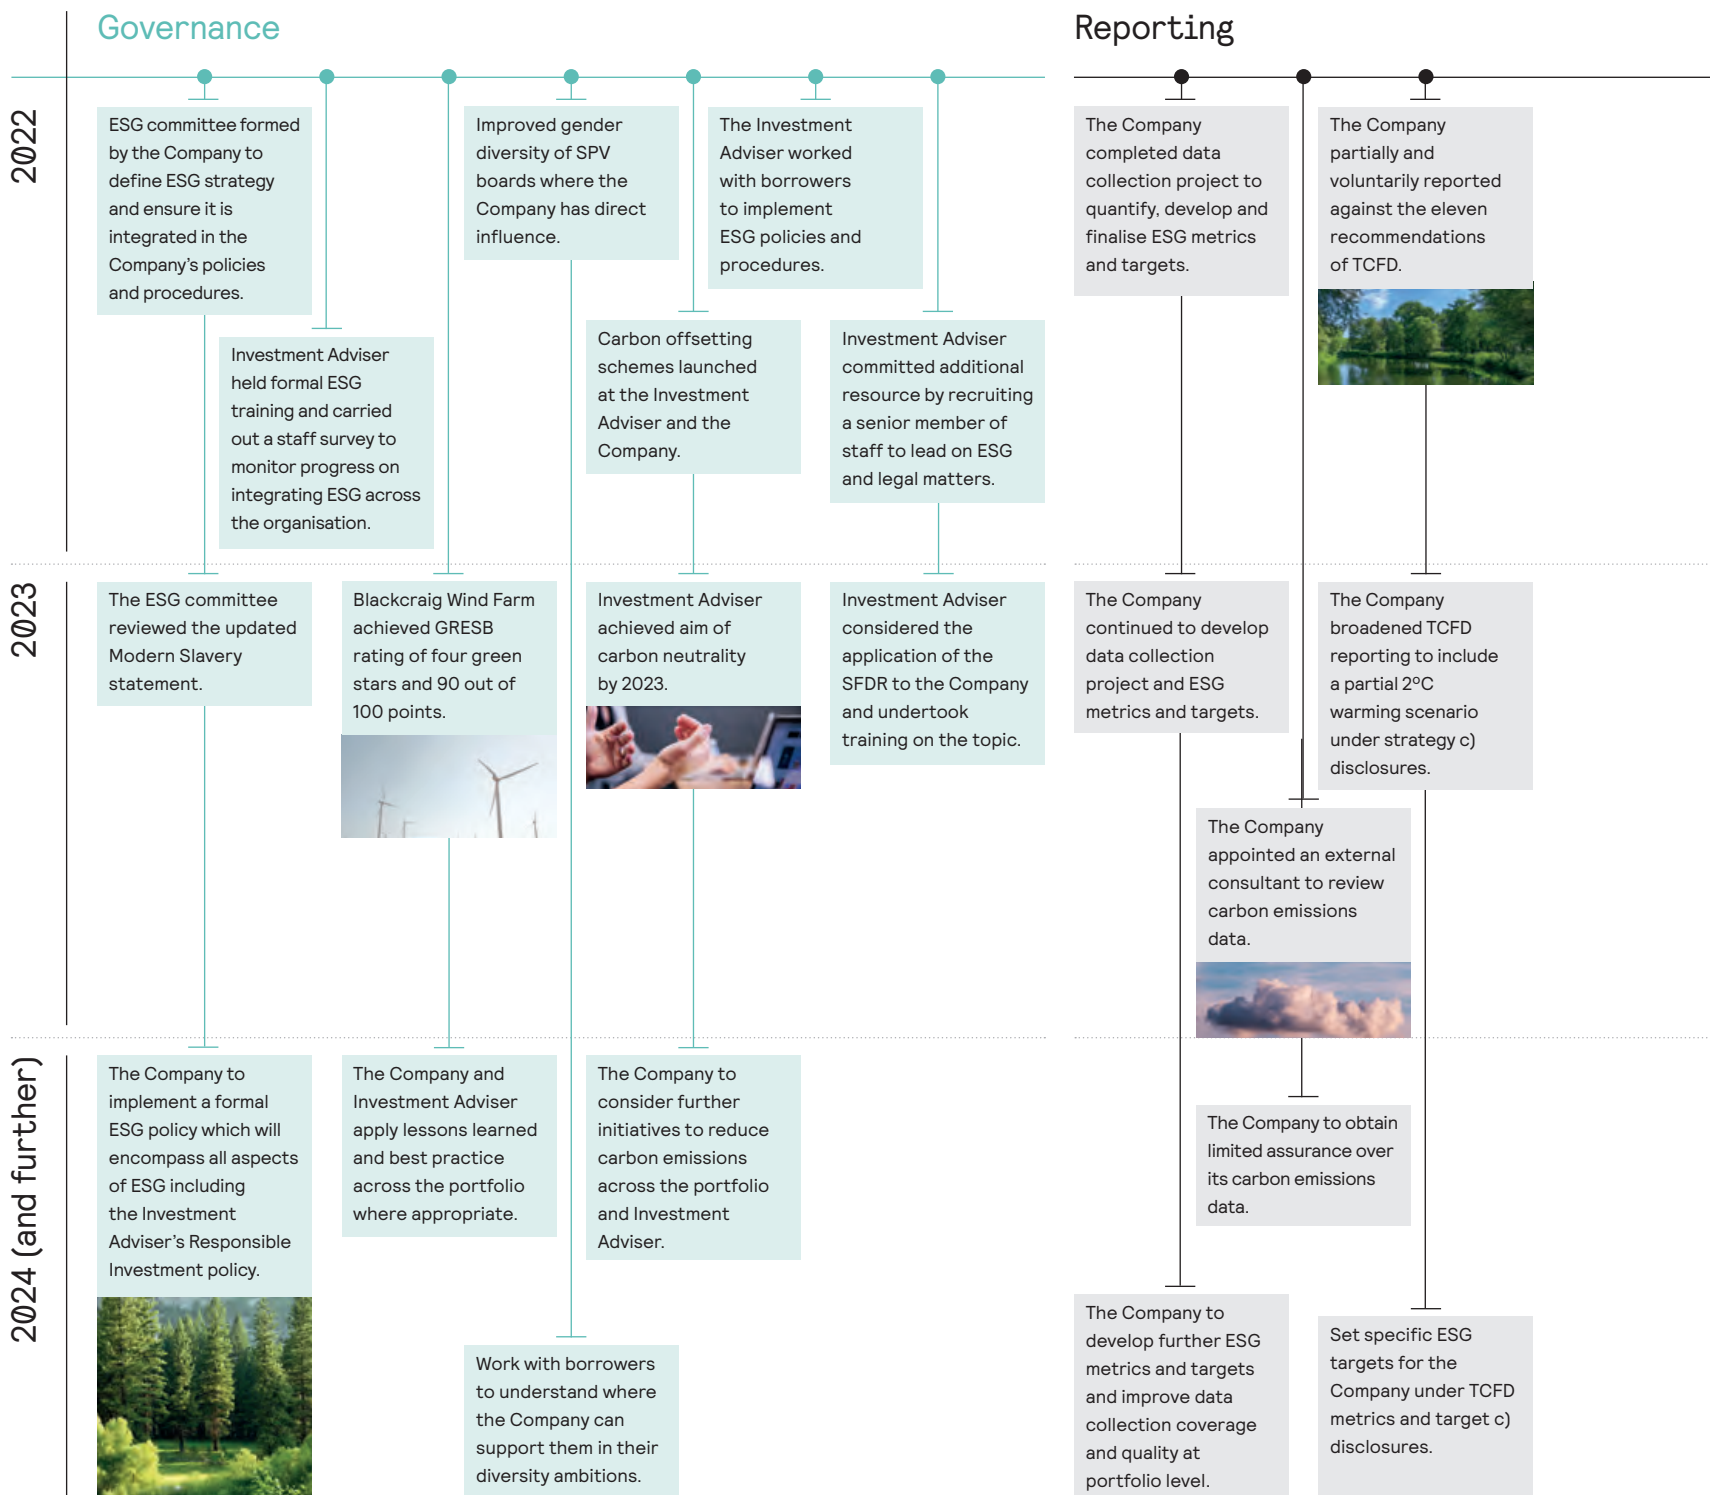 Governance
Reporting
2022
ESG committee formed
by the Company to
define ESG strategy
and ensure it is
integrated in the
Company’s policies
and procedures.
Investment Adviser
held formal ESG
training and carried
out a staff survey to
monitor progress on
integrating ESG across
the organisation.
Improved gender
diversity of SPV
boards where the
Company has direct
influence.
Carbon offsetting
schemes launched
at the Investment
Adviser and the
Company.
The Investment
Adviser worked
with borrowers
to implement
ESG policies and
procedures.
Investment Adviser
committed additional
resource by recruiting
a senior member of
staff to lead on ESG
and legal matters.
The Company
completed data
collection project to
quantify, develop and
finalise ESG metrics
and targets.
The Company
partially and
voluntarily reported
against the eleven
recommendations
of TCFD.
2023
The ESG committee
reviewed the updated
Modern Slavery
statement.
Blackcraig Wind Farm
achieved GRESB
rating of four green
stars and 90 out of
100 points.
Investment Adviser
achieved aim of
carbon neutrality
by 2023.
Investment Adviser
considered the
application of the
SFDR to the Company
and undertook
training on the topic.
The Company
continued to develop
data collection
project and ESG
metrics and targets.
The Company
appointed an external
consultant to review
carbon emissions
data.
The Company
broadened TCFD
reporting to include
a partial 2ºC
warming scenario
under strategy c)
disclosures.
2024 (and further)
The Company to
implement a formal
ESG policy which will
encompass all aspects
of ESG including
the Investment
Adviser’s Responsible
Investment policy.
The Company and
Investment Adviser
apply lessons learned
and best practice
across the portfolio
where appropriate.
Work with borrowers
to understand where
the Company can
support them in their
diversity ambitions.
The Company to
consider further
initiatives to reduce
carbon emissions
across the portfolio
and Investment
Adviser.
The Company to
develop further ESG
metrics and targets
and improve data
collection coverage
and quality at
portfolio level.
The Company to obtain
limited assurance over
its carbon emissions
data.
Set specific ESG
targets for the
Company under TCFD
metrics and target c)
disclosures.